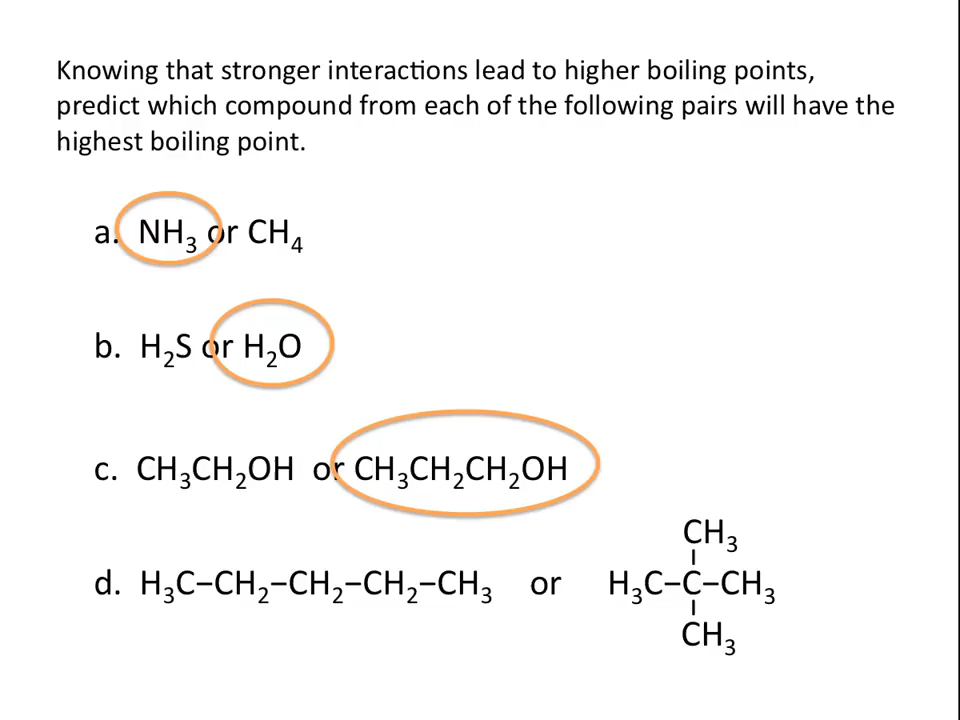 Knowing that stronger interactions lead to higher boiling points,
predict which compound from each of the following pairs will have the
highest boiling point.
a. NH₃ or CH₄
b. H₂S or H₂O
c. CH₃CH₂OH or CH₃CH₂CH₂OH
CH₃
d. H₃C−CH₂−CH₂−CH₂−CH₃ or H₃C−C−CH₃
CH₃